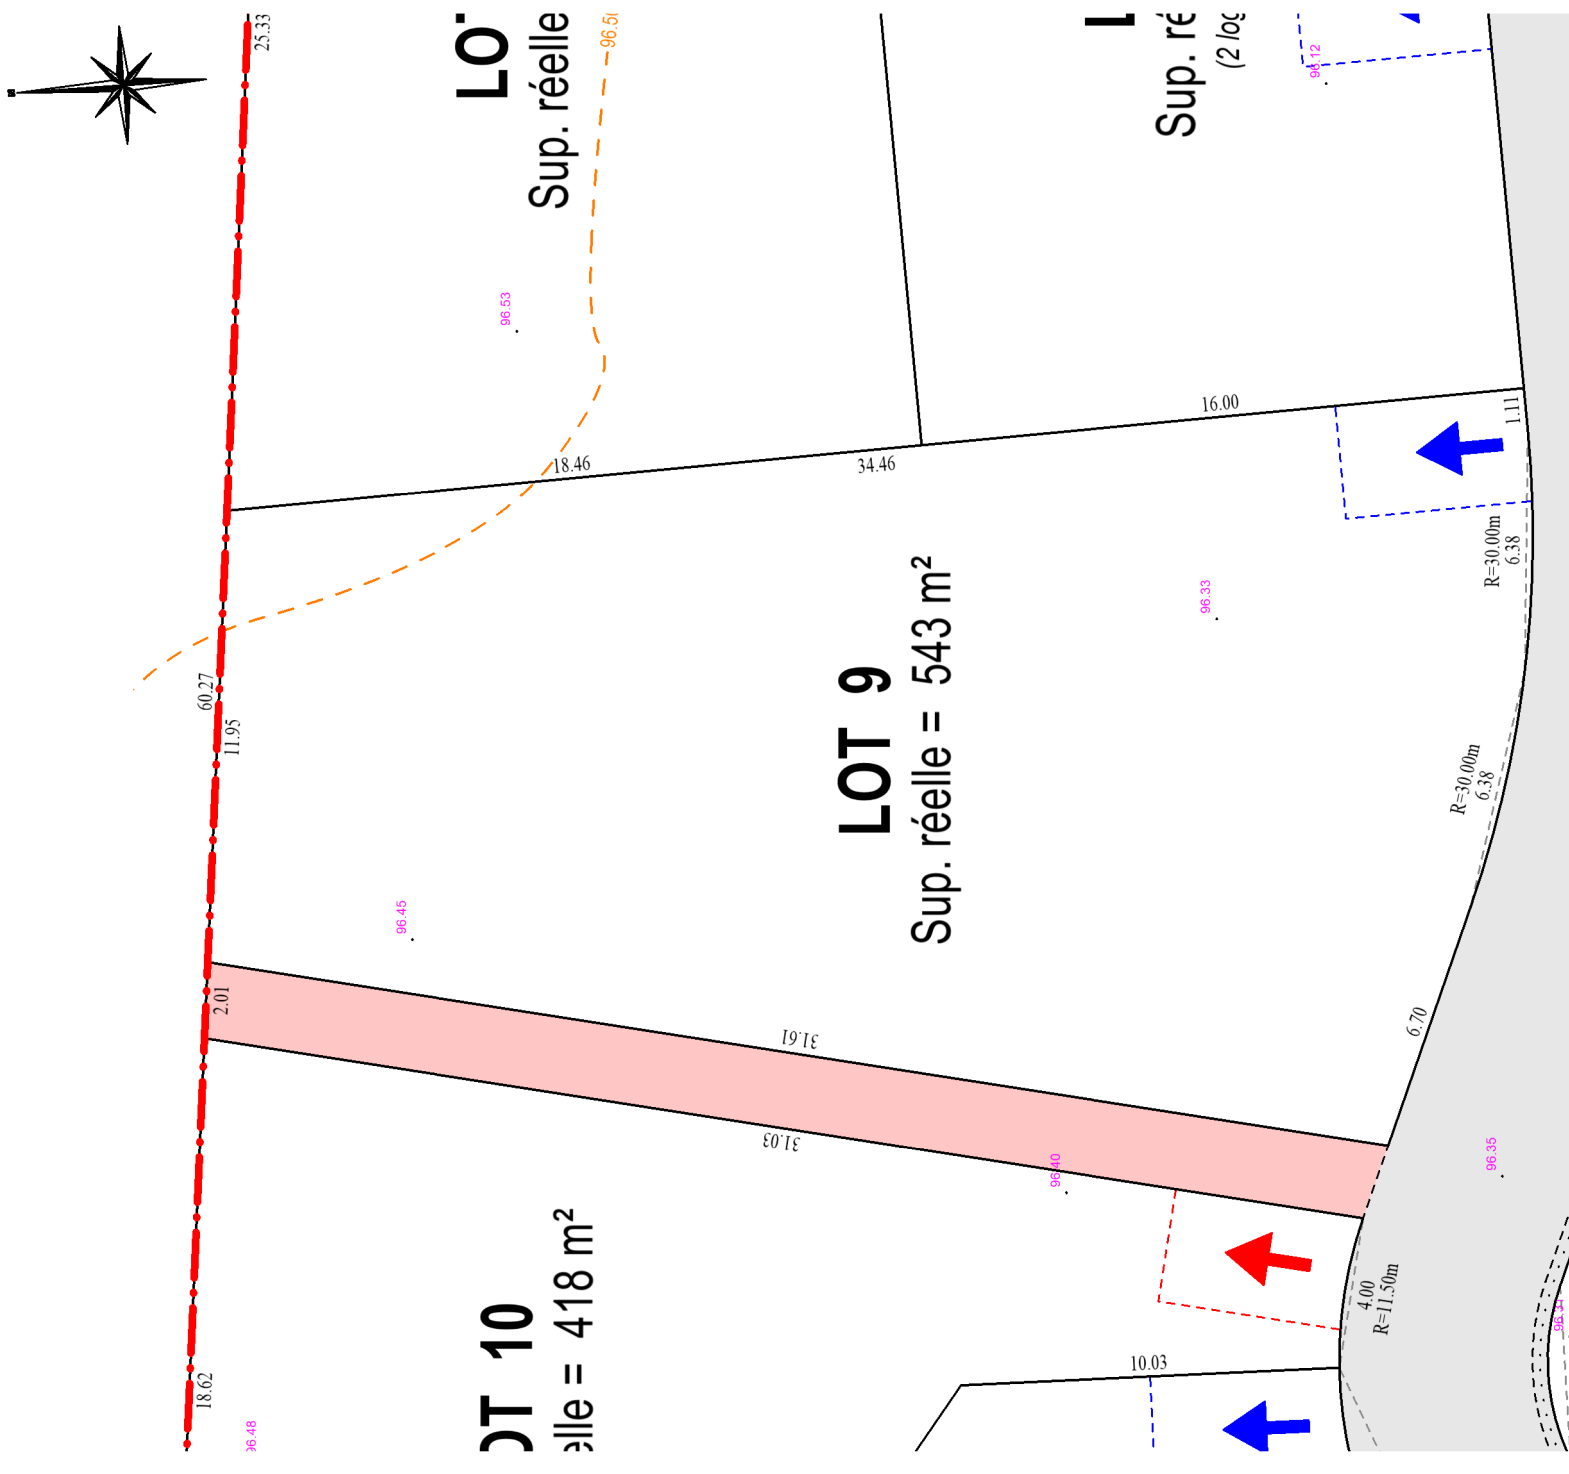 25.33
LOT
Sup. réelle
96.50
L
Sup. ré
(2 log
96.12
96.53
16.00
1.11
18.46
34.46
R=30.00m
6.38
96.33
60.27
11.95
LOT 9
Sup. réelle = 543 m²
R=30.00m
6.38
96.45
2.01
31.61
6.70
31.03
96.40
96.35
OT 10
elle = 418 m²
4.00
R=11.50m
10.03
18.62
96.48